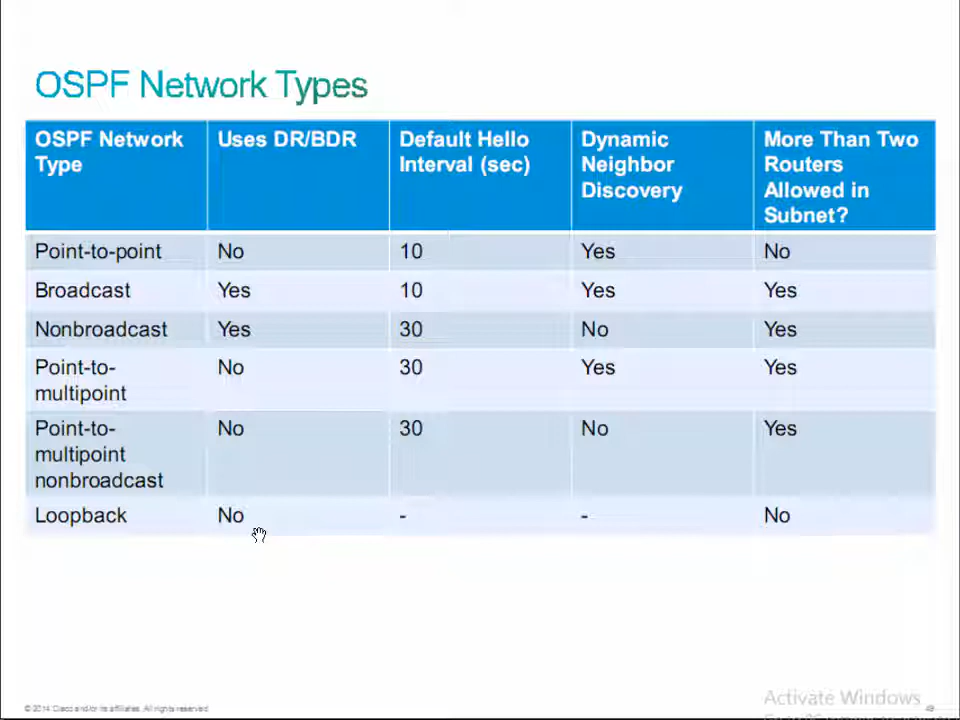 OSPF Network Types
OSPF Network Type
Uses DR/BDR
Default Hello Interval (sec)
Dynamic Neighbor Discovery
More Than Two Routers Allowed in Subnet?
Point-to-point No 10 Yes No
Broadcast Yes 10 Yes Yes
Nonbroadcast Yes 30 No Yes
Point-to-multipoint No 30 Yes Yes
Point-to-multipoint nonbroadcast No 30 No Yes
Loopback No - - No
© 2014 Cisco and/or its affiliates. All rights reserved.
Activate Windows
49